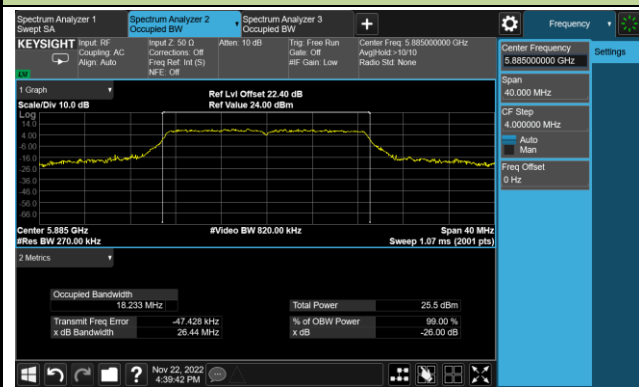 Spectrum Analyzer 1
Swept SA
Spectrum Analyzer 2
Occupied BW
Spectrum Analyzer 3
Occupied BW
Frequency
KEYSIGHT
Input: RF
Coupling: AC
Align: Auto
Input Z: 50 Ω
Corrections: Off
Freq Ref: Int (S)
NFE: Off
Atten: 10 dB
Trig: Free Run
Gate: Off
#IF Gain: Low
Center Freq: 5.885000000 GHz
Avg|Hold:>10/10
Radio Std: None
Center Frequency
5.885000000 GHz
Settings
Span
40.000 MHz
CF Step
4.000000 MHz
Auto
Man
Freq Offset
0 Hz
1 Graph
Scale/Div 10.0 dB
Ref Lvl Offset 22.40 dB
Ref Value 24.00 dBm
Log
14.0
4.00
-6.00
-16.0
-26.0
-36.0
-46.0
-56.0
-66.0
Center 5.885 GHz
#Res BW 270.00 kHz
#Video BW 820.00 kHz
Span 40 MHz
Sweep 1.07 ms (2001 pts)
2 Metrics
Occupied Bandwidth
18.233 MHz
Total Power 25.5 dBm
Transmit Freq Error -47.428 kHz
% of OBW Power 99.00 %
x dB Bandwidth 26.44 MHz
x dB -26.00 dB
?
Nov 22, 2022
4:39:42 PM